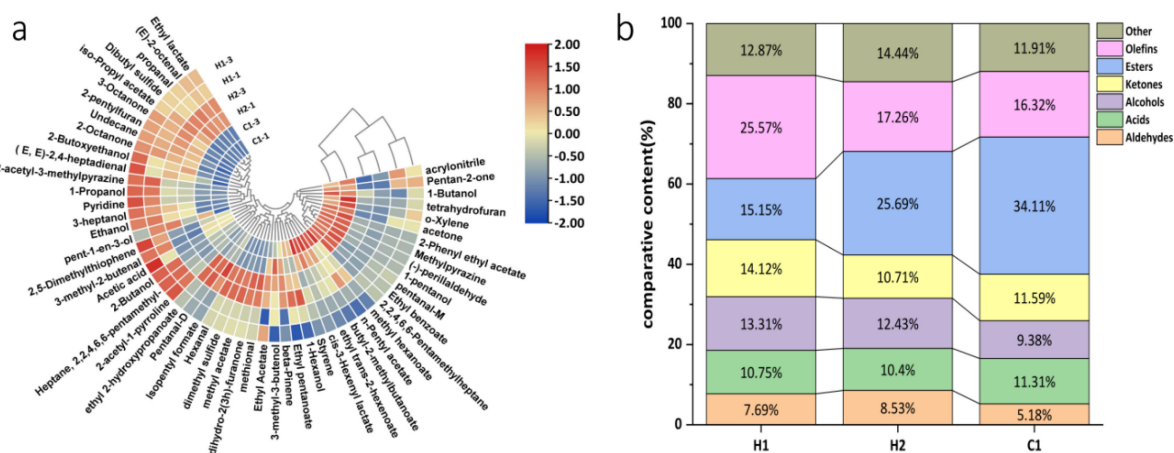 a
Ethyl lactate
(E)-2-octenal
propanal
Dibutyl sulfide
iso-Propyl acetate
3-Octanone
2-pentylfuran
Undecane
2-Octanone
2-Butoxyethanol
( E, E)-2,4-heptadienal
-acetyl-3-methylpyrazine
1-Propanol
Pyridine
3-heptanol
Ethanol
pent-1-en-3-ol
2,5-Dimethylthiophene
3-methyl-2-butenal
Acetic acid
2-Butanol
Heptane, 2,2,4,6,6-pentamethyl-
2-acetyl-1-pyrroline
ethyl 2-hydroxypropanoate
Pentanal-D
Isopentyl formate
Hexanal
dimethyl sulfide
methyl acetate
dihydro-2(3h)-furanone
methional
Ethyl Acetate
3-methyl-3-butenol
beta-Pinene
Ethyl pentanoate
1-Hexanol
Styrene
cis-3-Hexenyl lactate
ethyl trans-2-hexenoate
butyl-2-methylbutanoate
n-Pentyl acetate
methyl hexanoate
2,2,4,6,6-Pentamethylheptane
Ethyl benzoate
pentanal-M
1-pentanol
(-)-perillaldehyde
Methylpyrazine
2-Phenyl ethyl acetate
acetone
o-Xylene
tetrahydrofuran
1-Butanol
Pentan-2-one
acrylonitrile
H1-3
H1-1
H2-3
H2-1
C1-3
C1-1
2.00
1.50
1.00
0.50
0.00
-0.50
-1.00
-1.50
-2.00
b
comparative content(%)
100
80
60
40
20
0
12.87%
25.57%
15.15%
14.12%
13.31%
10.75%
7.69%
14.44%
17.26%
25.69%
10.71%
12.43%
10.4%
8.53%
11.91%
16.32%
34.11%
11.59%
9.38%
11.31%
5.18%
H1
H2
C1
Other
Olefins
Esters
Ketones
Alcohols
Acids
Aldehydes